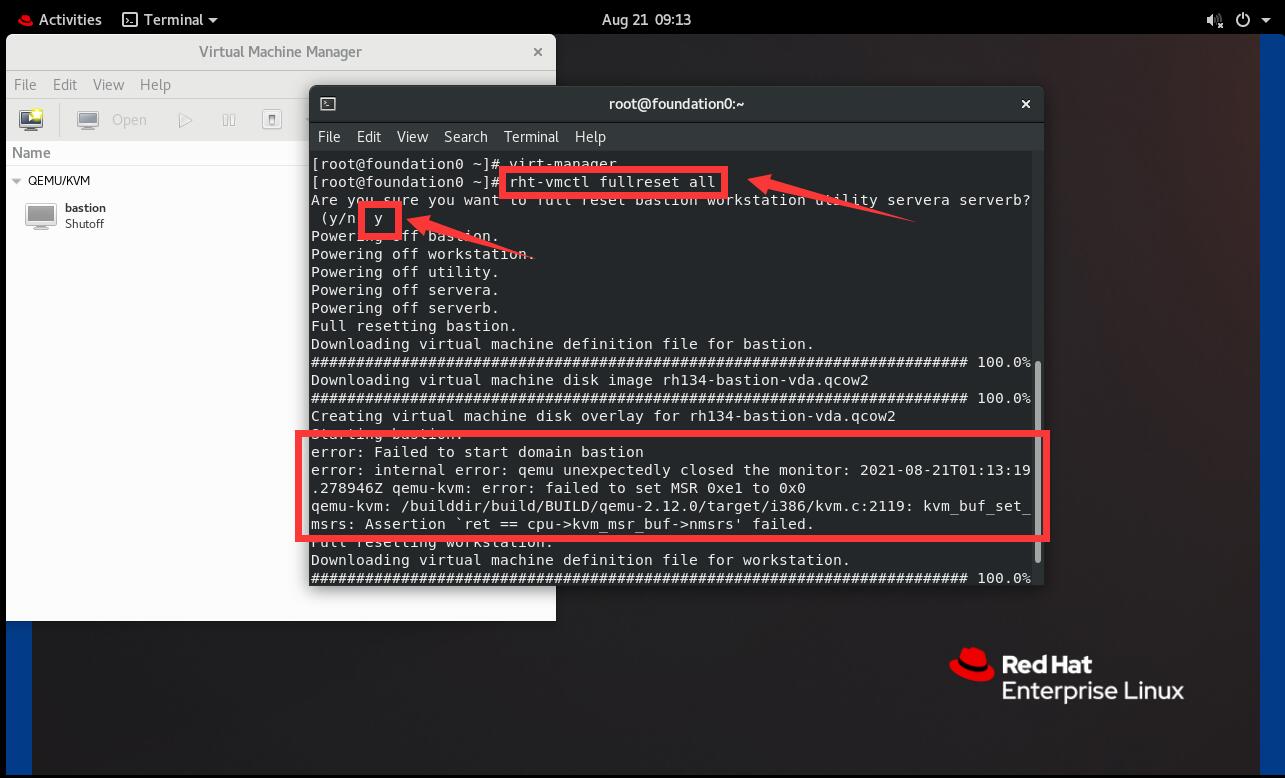 Activities Terminal Aug 21 09:13
Virtual Machine Manager
File Edit View Help
Open
Name
QEMU/KVM
bastion
Shutoff
root@foundation0:~
File Edit View Search Terminal Help
[root@foundation0 ~]# virt-manager
[root@foundation0 ~]# rht-vmctl fullreset all
Are you sure you want to full reset bastion workstation utility servera serverb?
(y/n y
Powering off bastion.
Powering off workstation.
Powering off utility.
Powering off servera.
Powering off serverb.
Full resetting bastion.
Downloading virtual machine definition file for bastion.
######################################################################### 100.0%
Downloading virtual machine disk image rh134-bastion-vda.qcow2
######################################################################### 100.0%
Creating virtual machine disk overlay for rh134-bastion-vda.qcow2
Starting bastion.
error: Failed to start domain bastion
error: internal error: qemu unexpectedly closed the monitor: 2021-08-21T01:13:19
.278946Z qemu-kvm: error: failed to set MSR 0xe1 to 0x0
qemu-kvm: /builddir/build/BUILD/qemu-2.12.0/target/i386/kvm.c:2119: kvm_buf_set_
msrs: Assertion `ret == cpu->kvm_msr_buf->nmsrs' failed.
Full resetting workstation.
Downloading virtual machine definition file for workstation.
######################################################################### 100.0%
Red Hat
Enterprise Linux